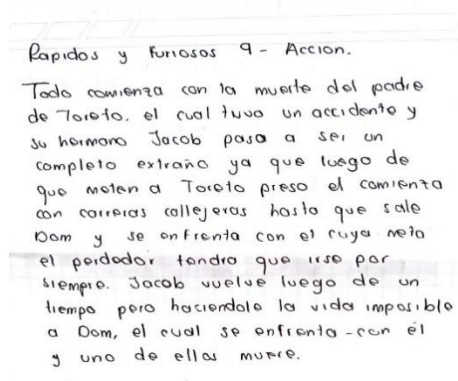 Rapidos y Furiosos 9 - Accion.
Todo comienza con la muerte del padre
de Toreto. el cual tuvo un accidente y
su hermano Jacob pasa a ser un
completo extraño ya que luego de
que meten a Toreto preso el comienza
con carreras callejeras hasta que sale
Dom y se enfrenta con el cuya meta
el perdedor tendra que irse por
siempre. Jacob vuelve luego de un
tiempo pero haciendole la vida imposible
a Dom, el cual se enfrenta - con él
y uno de ellos muere.